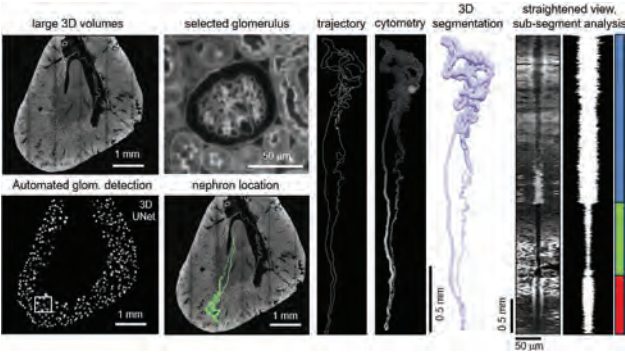 large 3D volumes
selected glomerulus
trajectory
cytometry
3D
segmentation
straightened view,
sub-segment analysis
1 mm
50 µm
Automated glom. detection
3D
UNet
1 mm
nephron location
1 mm
0.5 mm
0.5 mm
50 µm